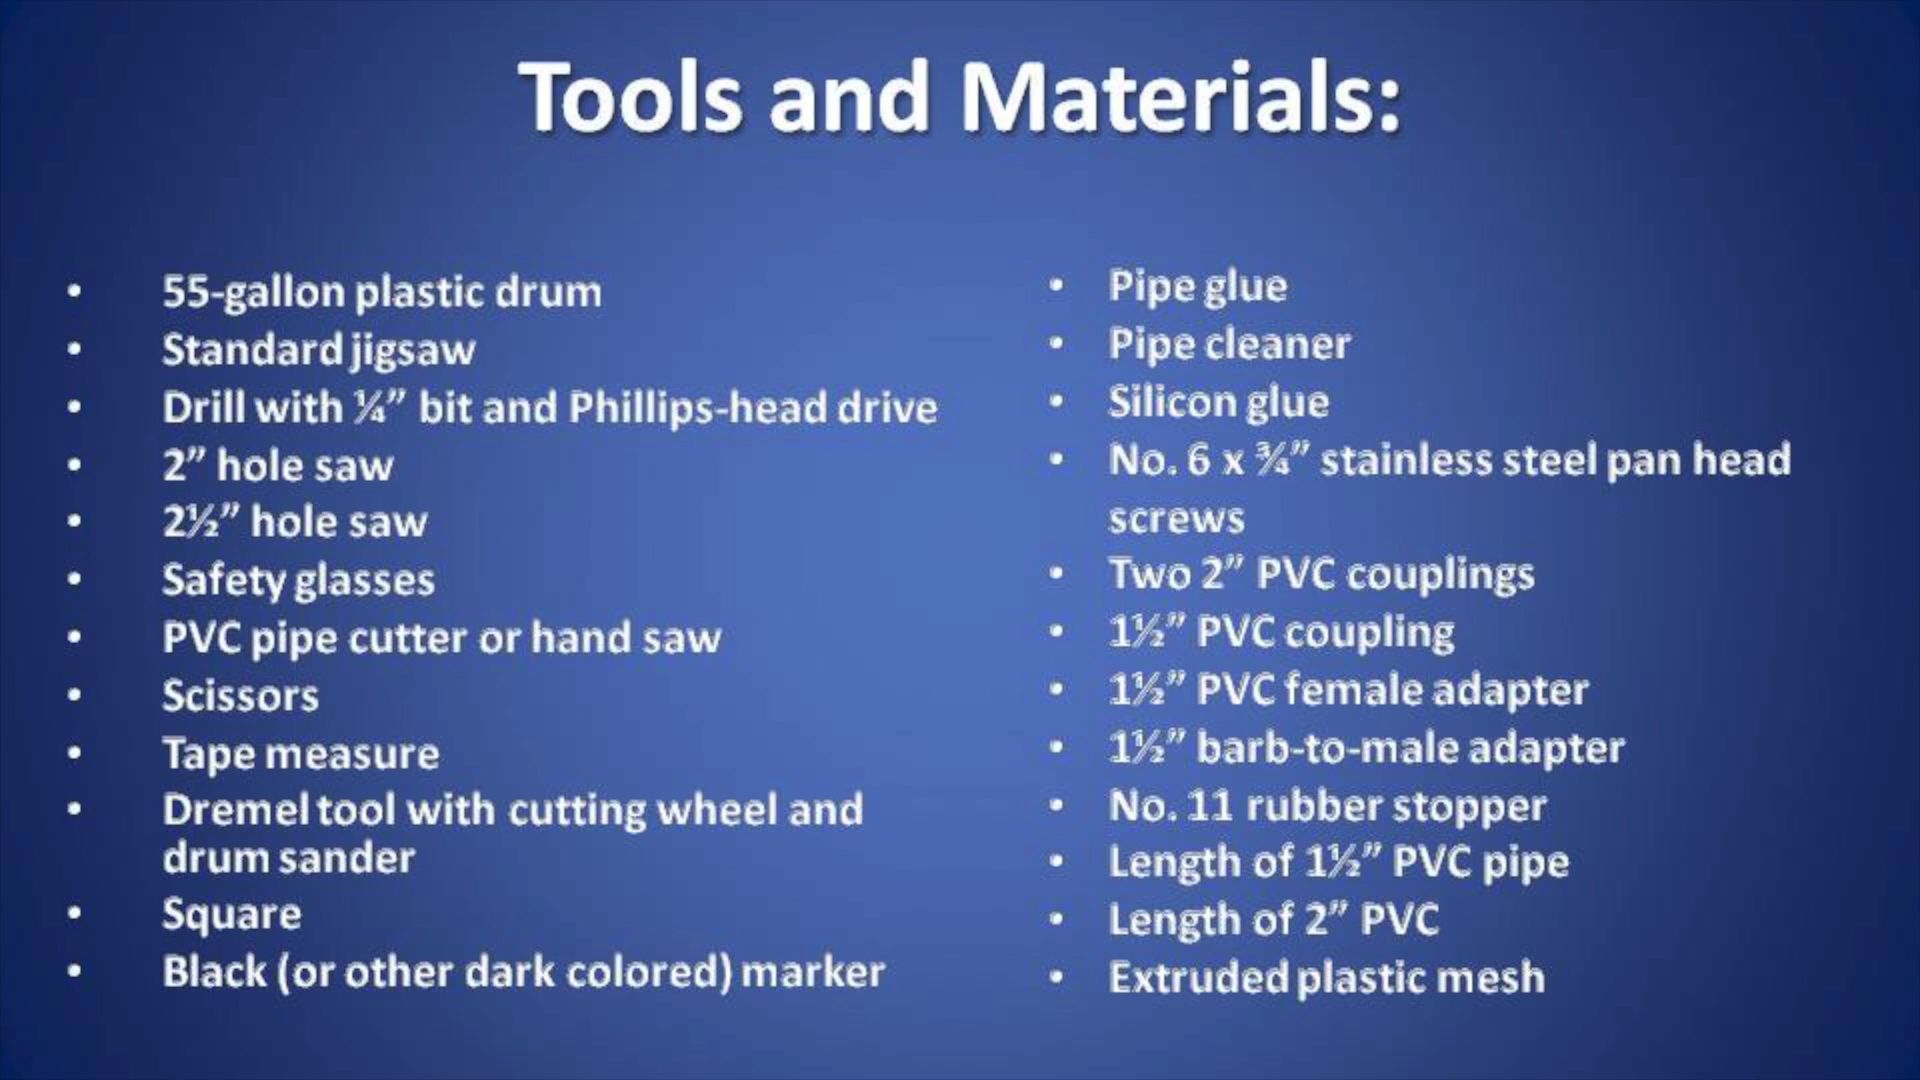 Tools and Materials:
• 55-gallon plastic drum
• Standard jigsaw
• Drill with ¼” bit and Phillips-head drive
• 2” hole saw
• 2½” hole saw
• Safety glasses
• PVC pipe cutter or hand saw
• Scissors
• Tape measure
• Dremel tool with cutting wheel and
drum sander
• Square
• Black (or other dark colored) marker
• Pipe glue
• Pipe cleaner
• Silicon glue
• No. 6 x ¾” stainless steel pan head
screws
• Two 2” PVC couplings
• 1½” PVC coupling
• 1½” PVC female adapter
• 1½” barb-to-male adapter
• No. 11 rubber stopper
• Length of 1½” PVC pipe
• Length of 2” PVC
• Extruded plastic mesh